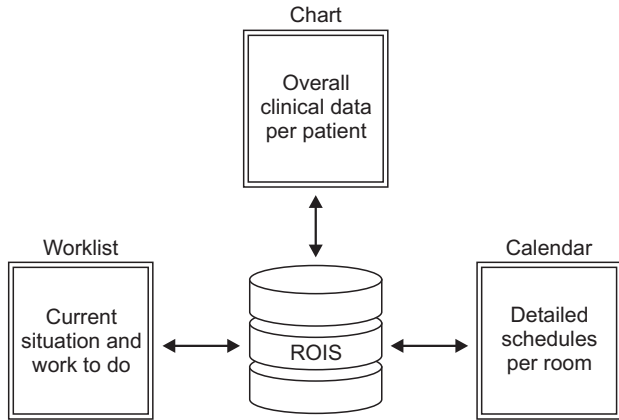 Chart
Overall
clinical data
per patient
Worklist
Current
situation and
work to do
ROIS
Calendar
Detailed
schedules
per room